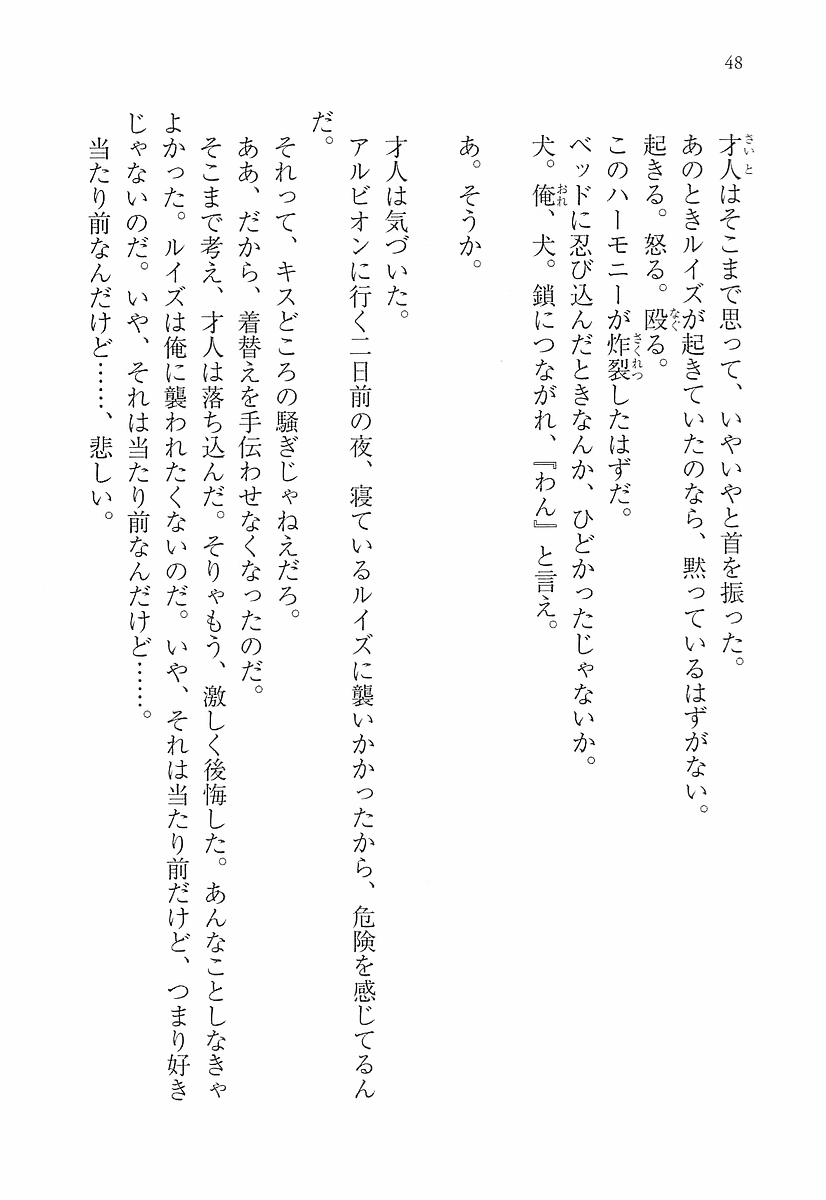 48
才人はそこまで思って、いやいやと首を振った。
あのときルイズが起きていたのなら、黙っているはずがない。
起きる。怒る。殴る。
このハーモニーが炸裂したはずだ。
ベッドに忍び込んだときなんか、ひどかったじゃないか。
犬。俺、犬。鎖につながれ、『わん』と言え。
あ。そうか。
才人は気づいた。
アルビオンに行く二日前の夜、寝ているルイズに襲いかかったから、危険を感じてるん
だ。
それって、キスどころの騒ぎじゃねえだろ。
ああ、だから、着替えを手伝わせなくなったのだ。
そこまで考え、才人は落ち込んだ。そりゃもう、激しく後悔した。あんなことしなきゃ
よかった。ルイズは俺に襲われたくないのだ。いや、それは当たり前だけど、つまり好き
じゃないのだ。いや、それは当たり前なんだけど……。
当たり前なんだけど……、悲しい。